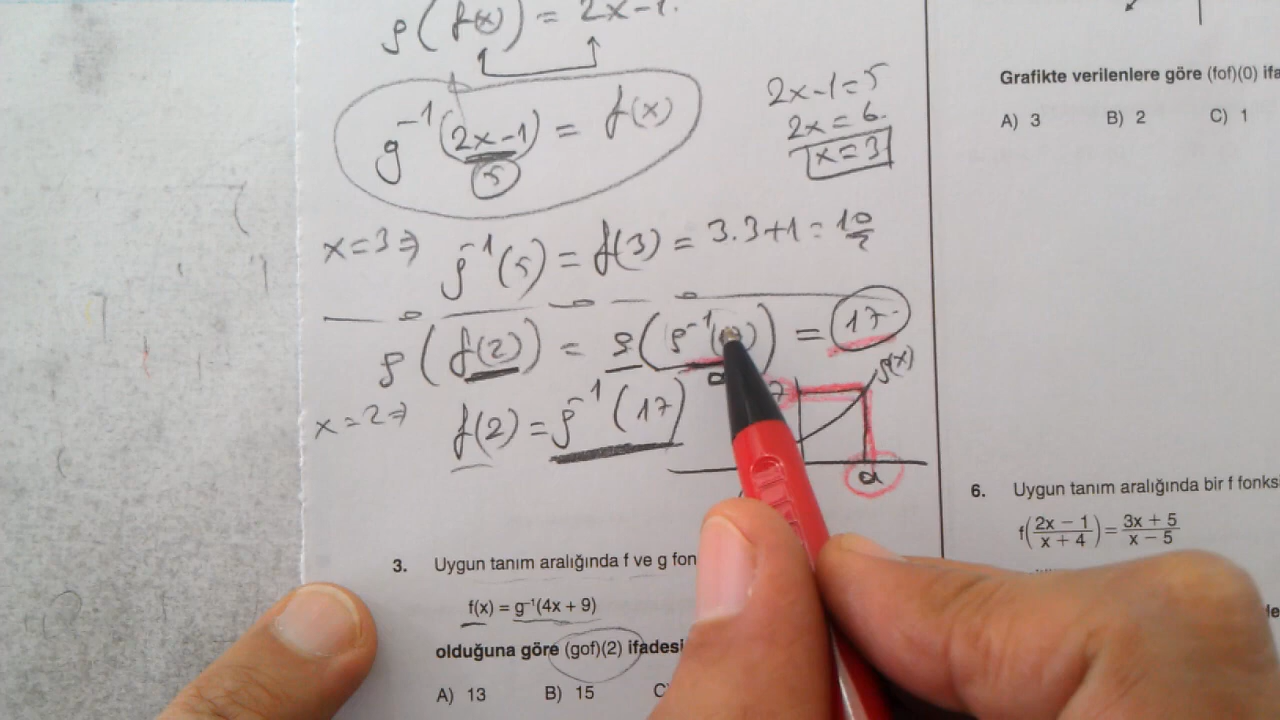 g(f(x)) = 2x-1.
g⁻¹(2x-1) = f(x)
5
2x-1=5
2x=6.
x=3
x=3⇒ g⁻¹(5) = f(3) = 3.3+1=10
g(f(2)) = g(g⁻¹( )) = 17
a
x=2⇒ f(2)=g⁻¹(17)
g(x)
a
3. Uygun tanım aralığında f ve g fon
f(x) = g⁻¹(4x + 9)
olduğuna göre (gof)(2) ifadesi
A) 13 B) 15 C
Grafikte verilenlere göre (fof)(0) ifa
A) 3 B) 2 C) 1
6. Uygun tanım aralığında bir f fonks
f((2x − 1)/(x + 4)) = (3x + 5)/(x − 5)